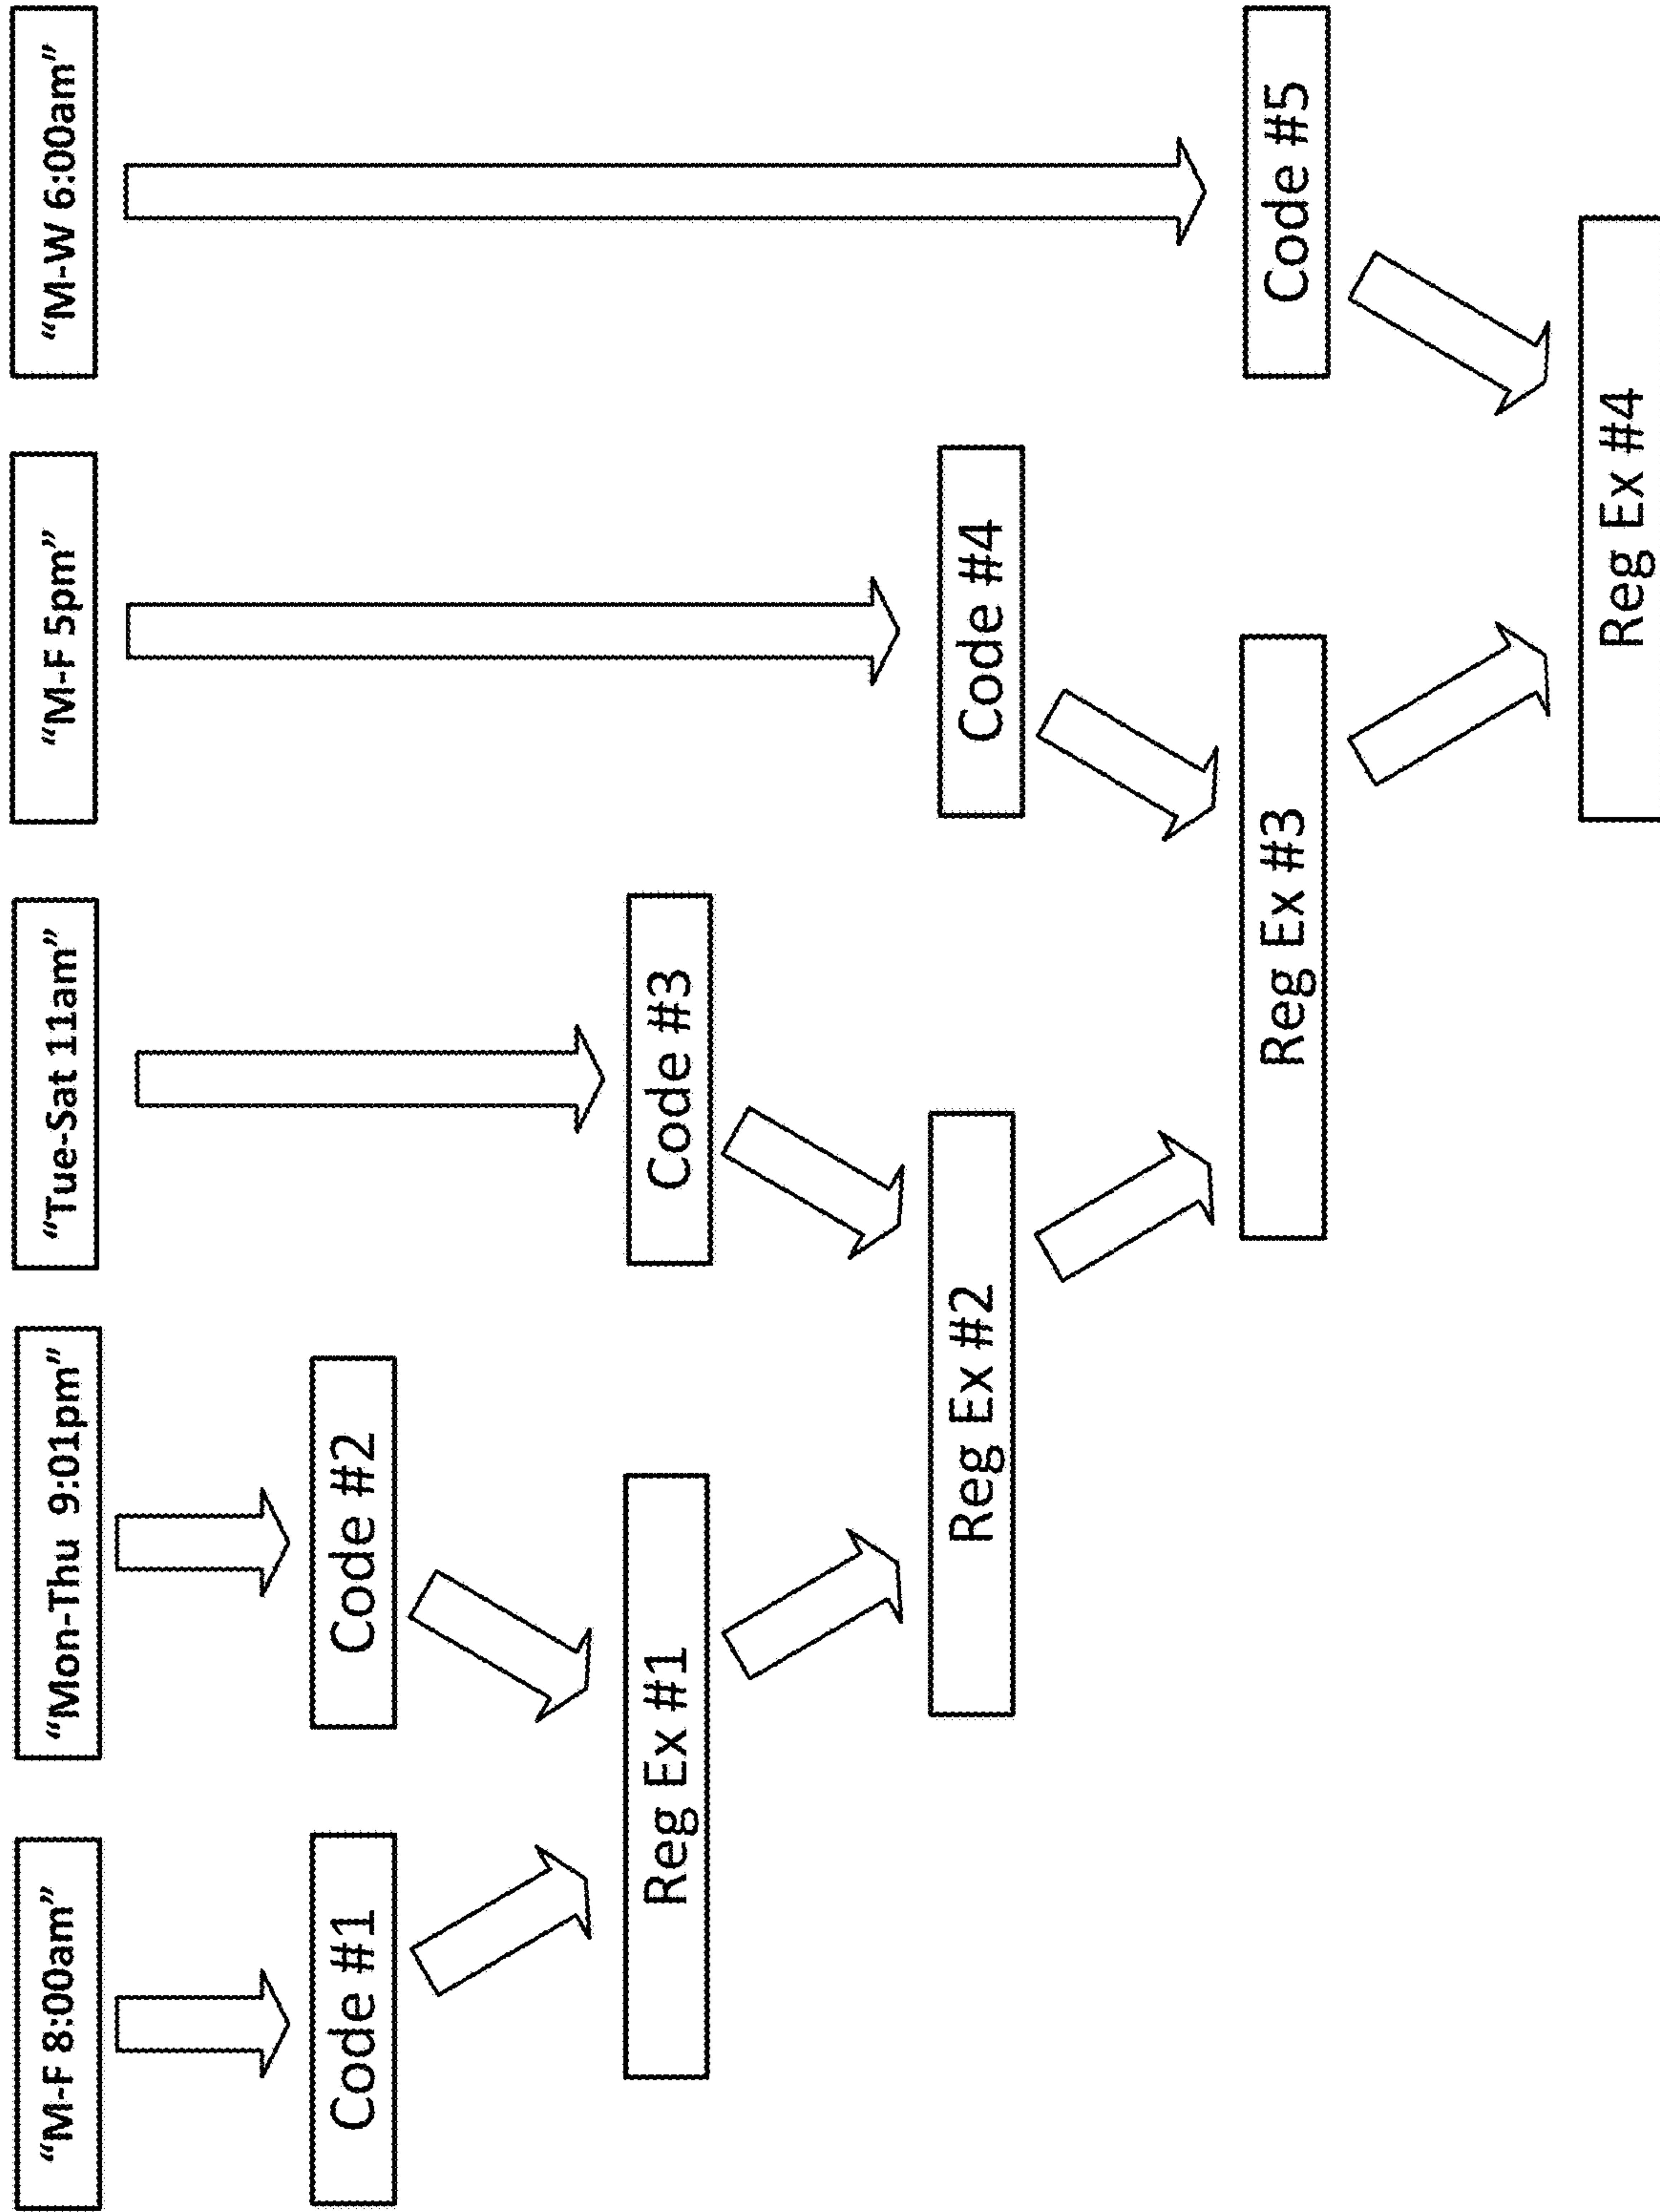 “M-F 8:00am”
“Mon-Thu 9:01pm”
“Tue-Sat 11am”
“M-F 5pm”
“M-W 6:00am”
Code #1
Code #2
Reg Ex #1
Code #3
Reg Ex #2
Code #4
Reg Ex #3
Code #5
Reg Ex #4